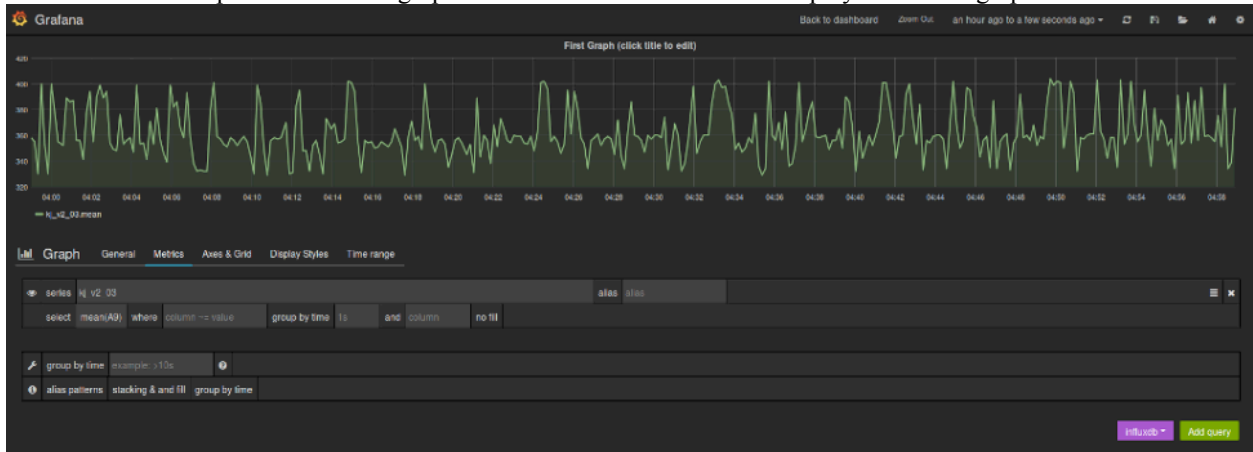 Grafana
Back to dashboard Zoom Out an hour ago to a few seconds ago
First Graph (click title to edit)
420
400
380
360
340
320
04:00 04:02 04:04 04:06 04:08 04:10 04:12 04:14 04:16 04:18 04:20 04:22 04:24 04:26 04:28 04:30 04:32 04:34 04:36 04:38 04:40 04:42 04:44 04:46 04:48 04:50 04:52 04:54 04:56 04:58
kj_v2_03.mean
Graph General Metrics Axes & Grid Display Styles Time range
series kj_v2_03 alias alias
select mean(A9) where column ~= value group by time 1s and column no fill
group by time example: >10s
alias patterns stacking & and fill group by time
influxdb Add query